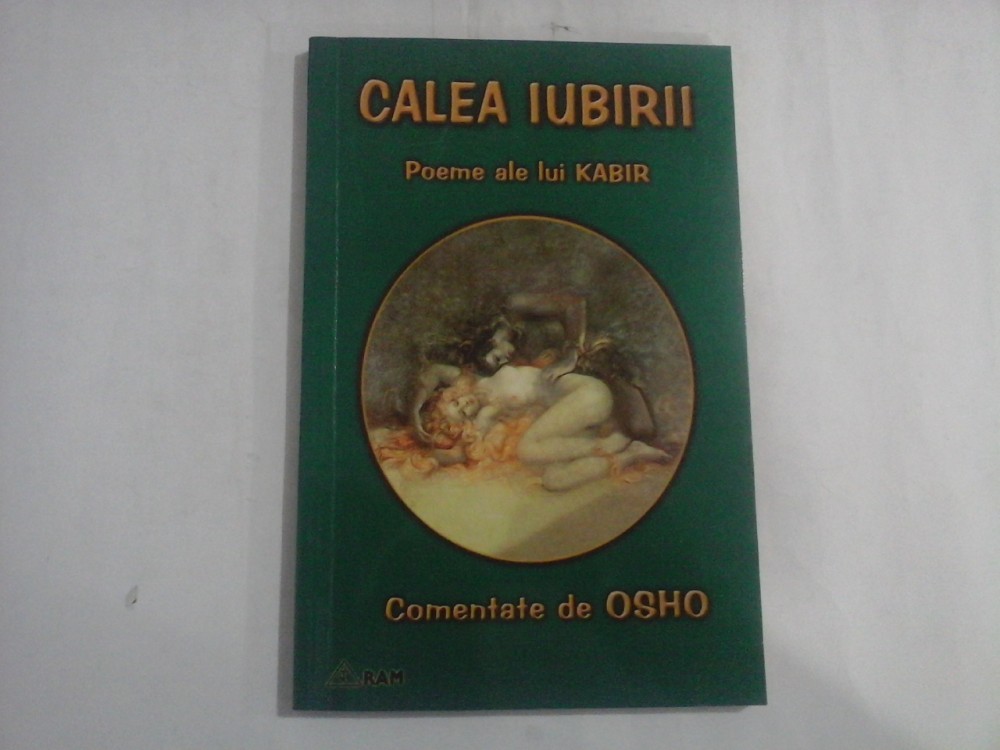 CALEA IUBIRII
Poeme ale lui KABIR
Comentate de OSHO
RAM